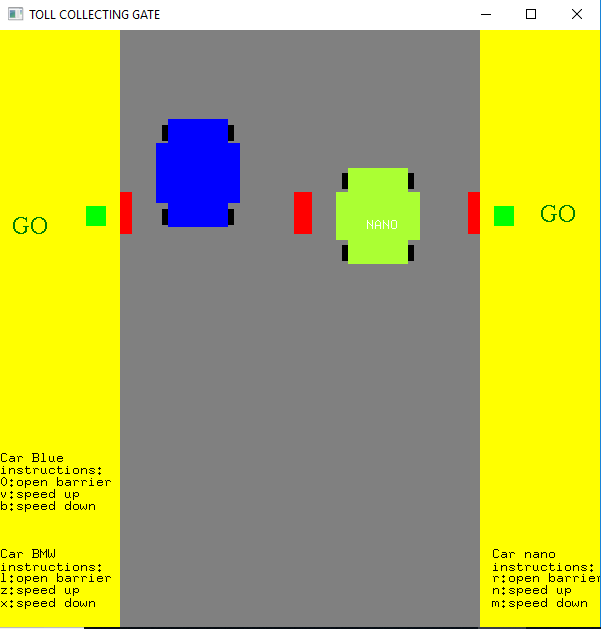 TOLL COLLECTING GATE
GO
GO
NANO
Car Blue
instructions:
O:open barrier
v:speed up
b:speed down
Car BMW
instructions:
l:open barrier
z:speed up
x:speed down
Car nano
instructions:
r:open barrier
n:speed up
m:speed down